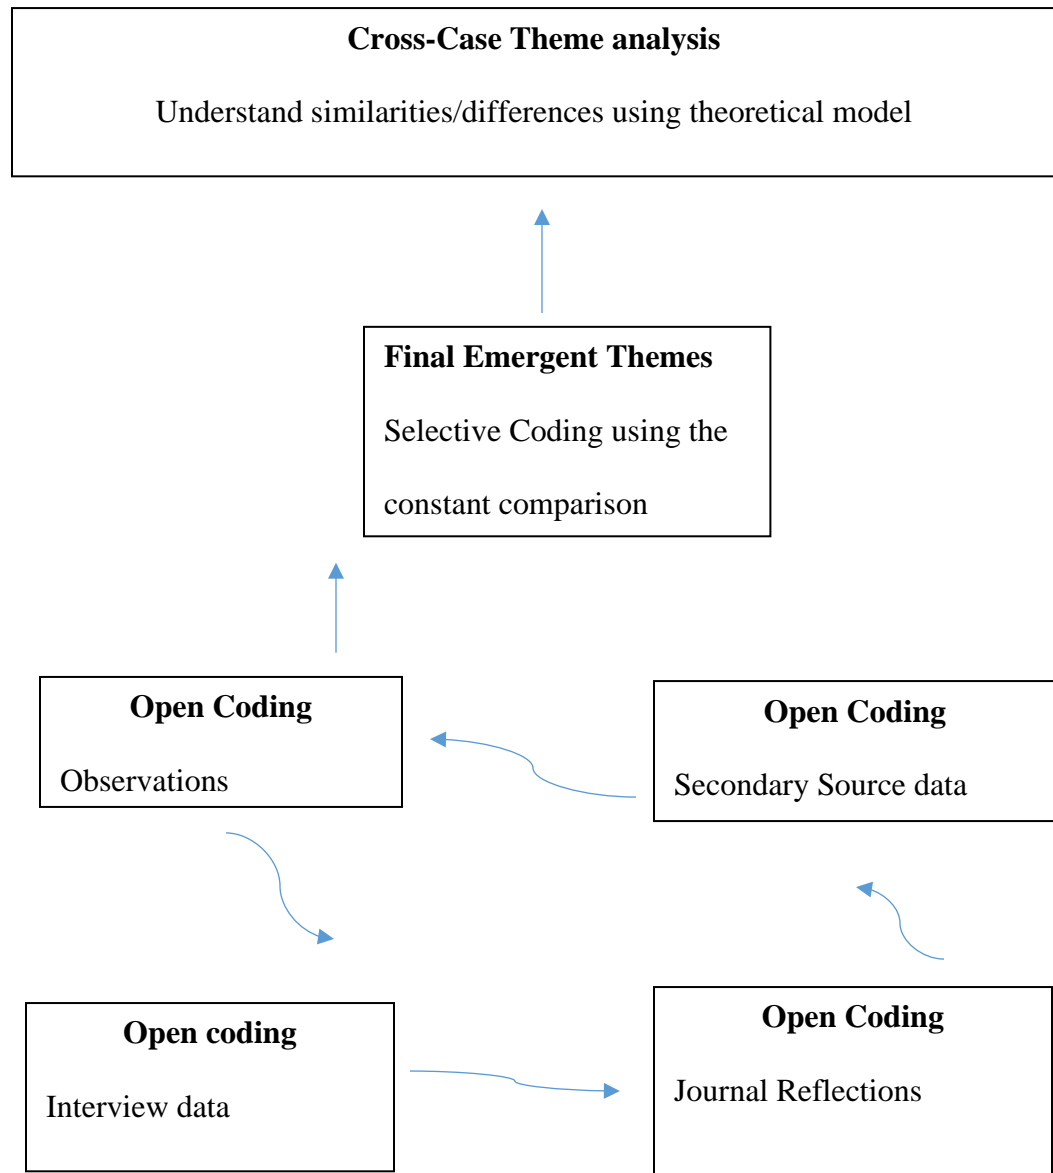 Cross-Case Theme analysis
Understand similarities/differences using theoretical model
Final Emergent Themes
Selective Coding using the
constant comparison
Open Coding
Observations
Open Coding
Secondary Source data
Open coding
Interview data
Open Coding
Journal Reflections